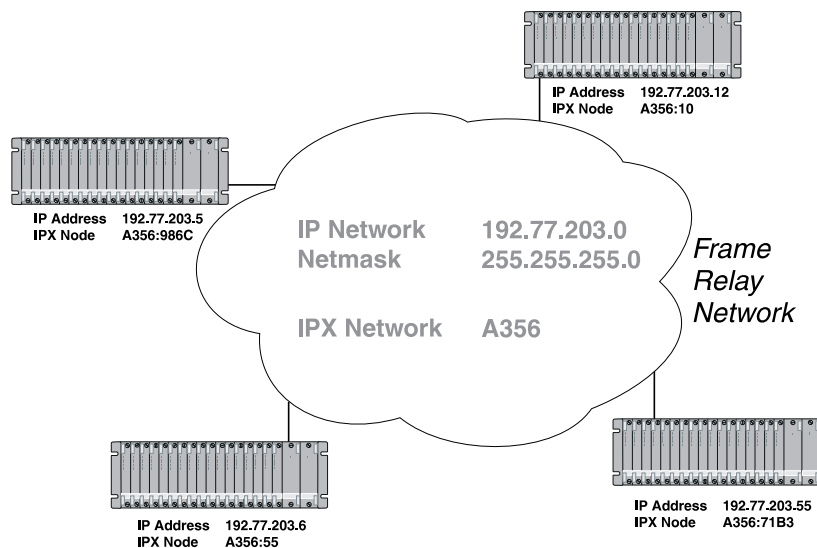 IP Address 192.77.203.12
IPX Node A356:10
IP Address 192.77.203.5
IPX Node A356:986C
IP Network 192.77.203.0
Netmask 255.255.255.0
IPX Network A356
Frame
Relay
Network
IP Address 192.77.203.6
IPX Node A356:55
IP Address 192.77.203.55
IPX Node A356:71B3